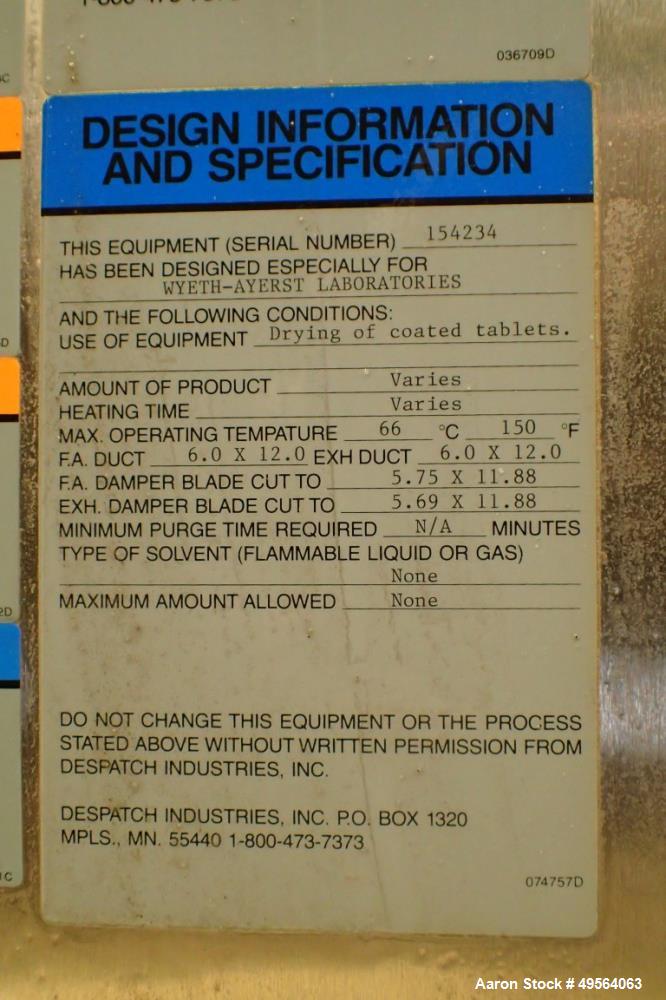 036709D
DESIGN INFORMATION
AND SPECIFICATION
THIS EQUIPMENT (SERIAL NUMBER) 154234
HAS BEEN DESIGNED ESPECIALLY FOR
WYETH-AYERST LABORATORIES
AND THE FOLLOWING CONDITIONS:
USE OF EQUIPMENT Drying of coated tablets.
AMOUNT OF PRODUCT Varies
HEATING TIME Varies
MAX. OPERATING TEMPATURE 66 °C 150 °F
F.A. DUCT 6.0 X 12.0 EXH DUCT 6.0 X 12.0
F.A. DAMPER BLADE CUT TO 5.75 X 11.88
EXH. DAMPER BLADE CUT TO 5.69 X 11.88
MINIMUM PURGE TIME REQUIRED N/A MINUTES
TYPE OF SOLVENT (FLAMMABLE LIQUID OR GAS)
None
MAXIMUM AMOUNT ALLOWED None
DO NOT CHANGE THIS EQUIPMENT OR THE PROCESS
STATED ABOVE WITHOUT WRITTEN PERMISSION FROM
DESPATCH INDUSTRIES, INC.
DESPATCH INDUSTRIES, INC. P.O. BOX 1320
MPLS., MN. 55440 1-800-473-7373
074757D
Aaron Stock # 49564063